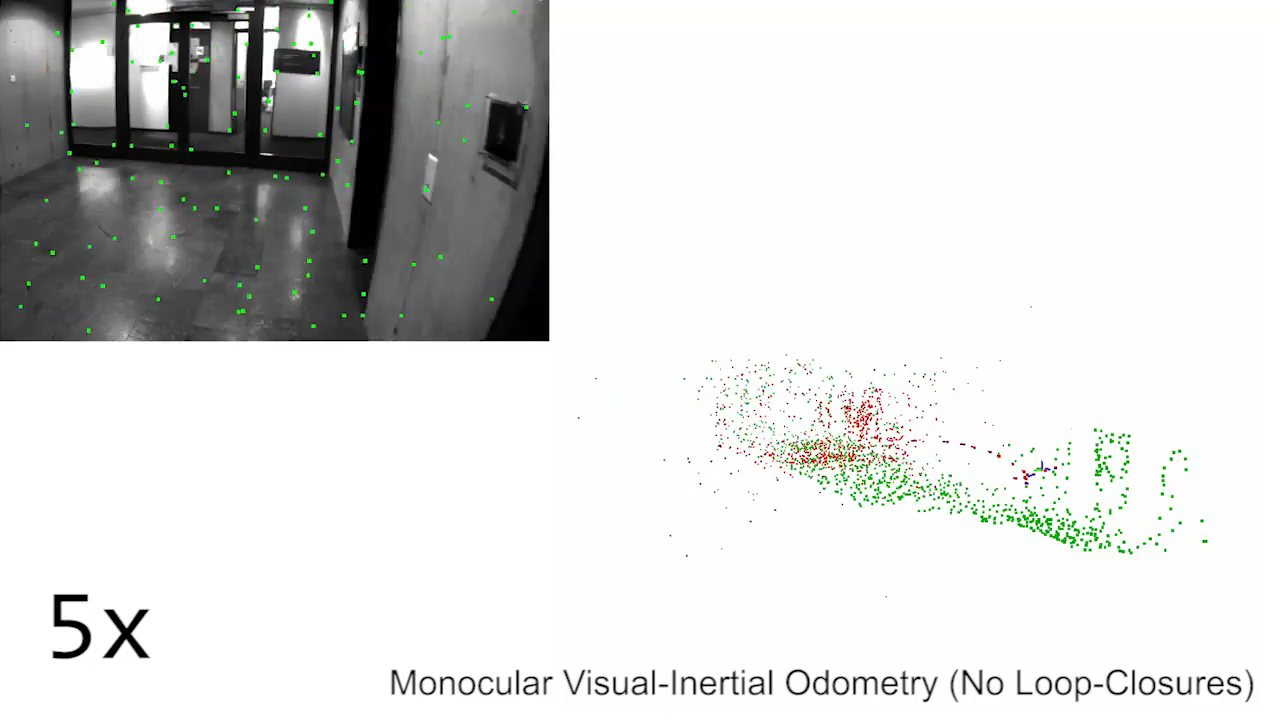 5x
Monocular Visual-Inertial Odometry (No Loop-Closures)